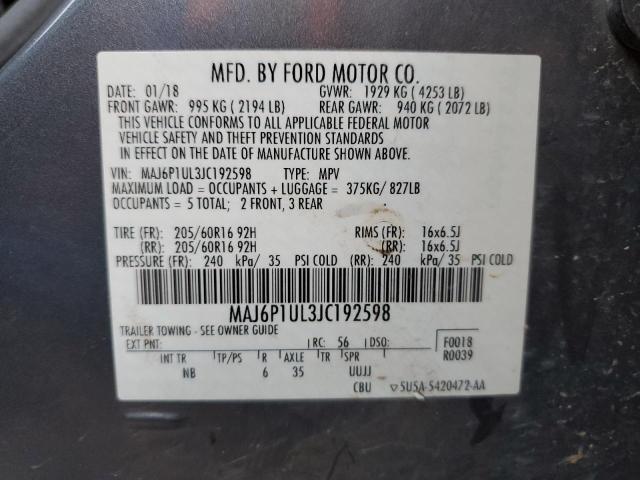 MFD. BY FORD MOTOR CO.
DATE: 01/18 GVWR: 1929 KG ( 4253 LB)
FRONT GAWR: 995 KG ( 2194 LB) REAR GAWR: 940 KG ( 2072 LB)
THIS VEHICLE CONFORMS TO ALL APPLICABLE FEDERAL MOTOR
VEHICLE SAFETY AND THEFT PREVENTION STANDARDS
IN EFFECT ON THE DATE OF MANUFACTURE SHOWN ABOVE.
VIN: MAJ6P1UL3JC192598 TYPE: MPV
MAXIMUM LOAD = OCCUPANTS + LUGGAGE = 375KG/ 827LB
OCCUPANTS = 5 TOTAL; 2 FRONT, 3 REAR
TIRE (FR): 205/60R16 92H RIMS (FR): 16x6.5J
(RR): 205/60R16 92H (RR): 16x6.5J
PRESSURE (FR): 240 kPa/ 35 PSI COLD (RR): 240 kPa/ 35 PSI COLD
MAJ6P1UL3JC192598
TRAILER TOWING - SEE OWNER GUIDE
EXT PNT: RC: 56 DSO: F0018
R0039
INT TR TP/PS R AXLE TR SPR
NB 6 35 UUJJ
CBU ▽5U5A-S420472-AA